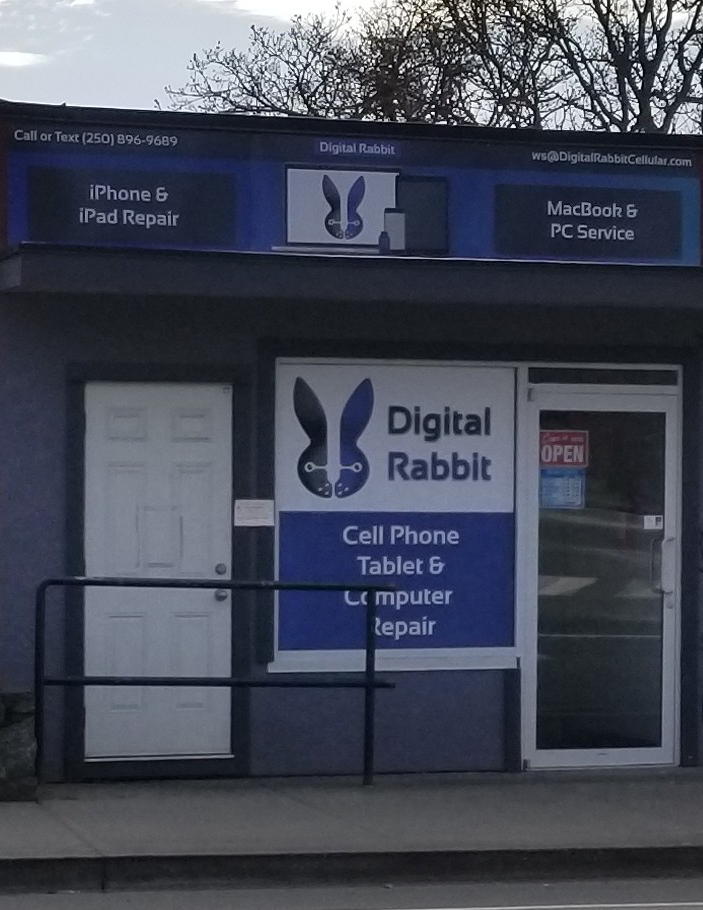 Call or Text (250) 896-9689
Digital Rabbit
ws@DigitalRabbitCellular.com
iPhone &
iPad Repair
MacBook &
PC Service
Digital
Rabbit
Cell Phone
Tablet &
Computer
Repair
OPEN